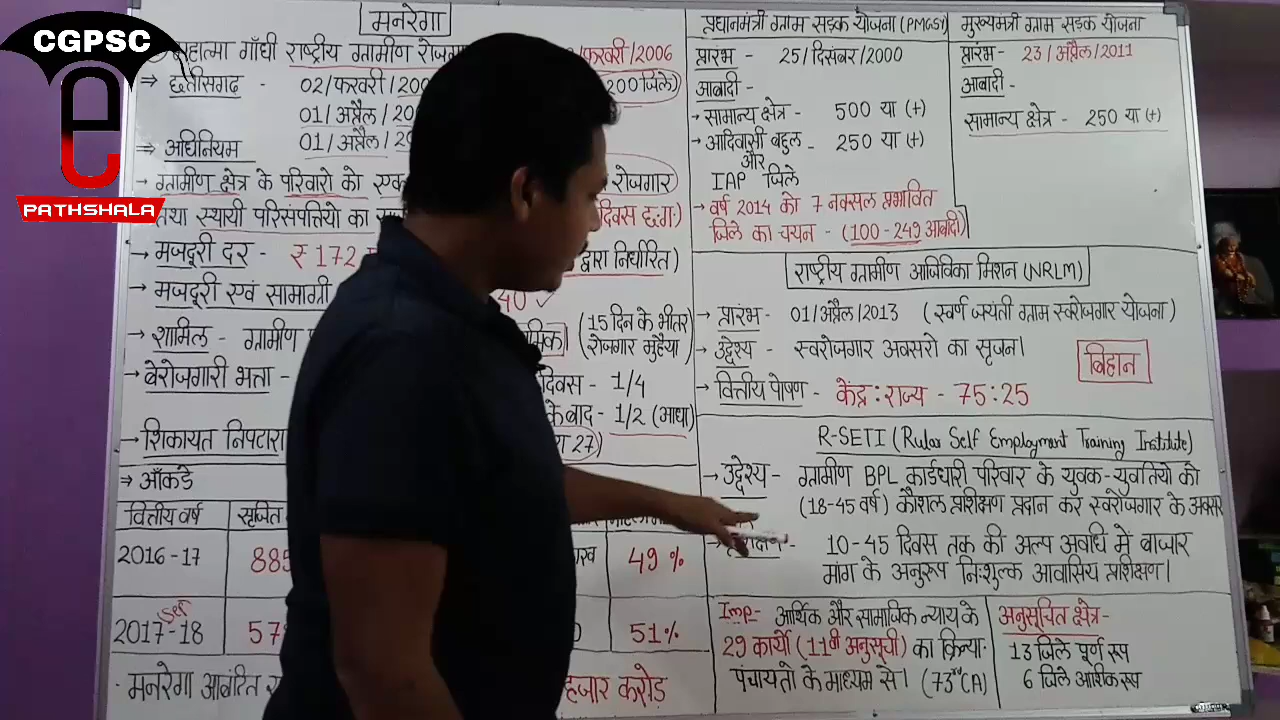 CGPSC
e
PATHSHALA
मनरेगा
महात्मा गाँधी राष्ट्रीय ग्रामीण रोजगा
फरवरी/2006
⇒ छत्तीसगढ़ - 02/फरवरी/200
200 जिले)
01/अप्रैल/20
⇒ अधिनियम 01/अप्रैल/20
→ ग्रामीण क्षेत्र के परिवारो को एक
रोजगार
तथा स्थायी परिसपत्तियो का
दिवस छ.ग.)
→ मजदूरी दर - ₹ 172
द्वारा निर्धारित)
→ मजदूरी एवं सामाग्री
40 ✓
→ शामिल - ग्रामीण
(15 दिन के भीतर
रोजगार मुहैया)
→ बेरोजगारी भत्ता -
दिवस - 1/4
के बाद - 1/2 (आधा)
→ शिकायत निपटारा
27)
→ आँकडे
वित्तीय वर्ष
2016-17
49 %
2017-18
51%
मनरेगा आबंटित
हजार करोड़
प्रधानमंत्री ग्राम सड़क योजना (PMGSY)
प्रारंभ - 25/दिसंबर/2000
आबादी -
→ सामान्य क्षेत्र - 500 या (+)
→ आदिवासी बहुल - 250 या (+)
और
IAP जिले
→ वर्ष 2014 को 7 नक्सल प्रभावित
जिले का चयन - (100-249 आबादी)
मुख्यमंत्री ग्राम सड़क योजना
प्रारंभ - 23/अप्रैल/2011
आबादी -
सामान्य क्षेत्र - 250 या (+)
राष्ट्रीय ग्रामीण आजिविका मिशन (NRLM)
→ प्रारंभ - 01/अप्रैल/2013 (स्वर्ण जयंती ग्राम स्वरोजगार योजना)
→ उद्देश्य - स्वरोजगार अवसरो का सृजन।
बिहान
→ वित्तीय पोषण - केंद्र : राज्य - 75:25
R-SETI (Rular Self Employment Training Institute)
→ उद्देश्य - ग्रामीण BPL कार्डधारी परिवार के युवक-युवतियो को
(18-45 वर्ष) कौशल प्रशिक्षण प्रदान कर स्वरोजगार के अवसर
10-45 दिवस तक की अल्प अवधि में बाजार
मांग के अनुरूप निःशुल्क आवासिय प्रशिक्षण।
Imp- आर्थिक और सामाजिक न्याय के
29 कार्यो (11वी अनुसूची) का क्रिया.
पंचायतो के माध्यम से। (73rd CA)
अनुसूचित क्षेत्र-
13 जिले पूर्ण रूप
6 जिले आंशिक रूप